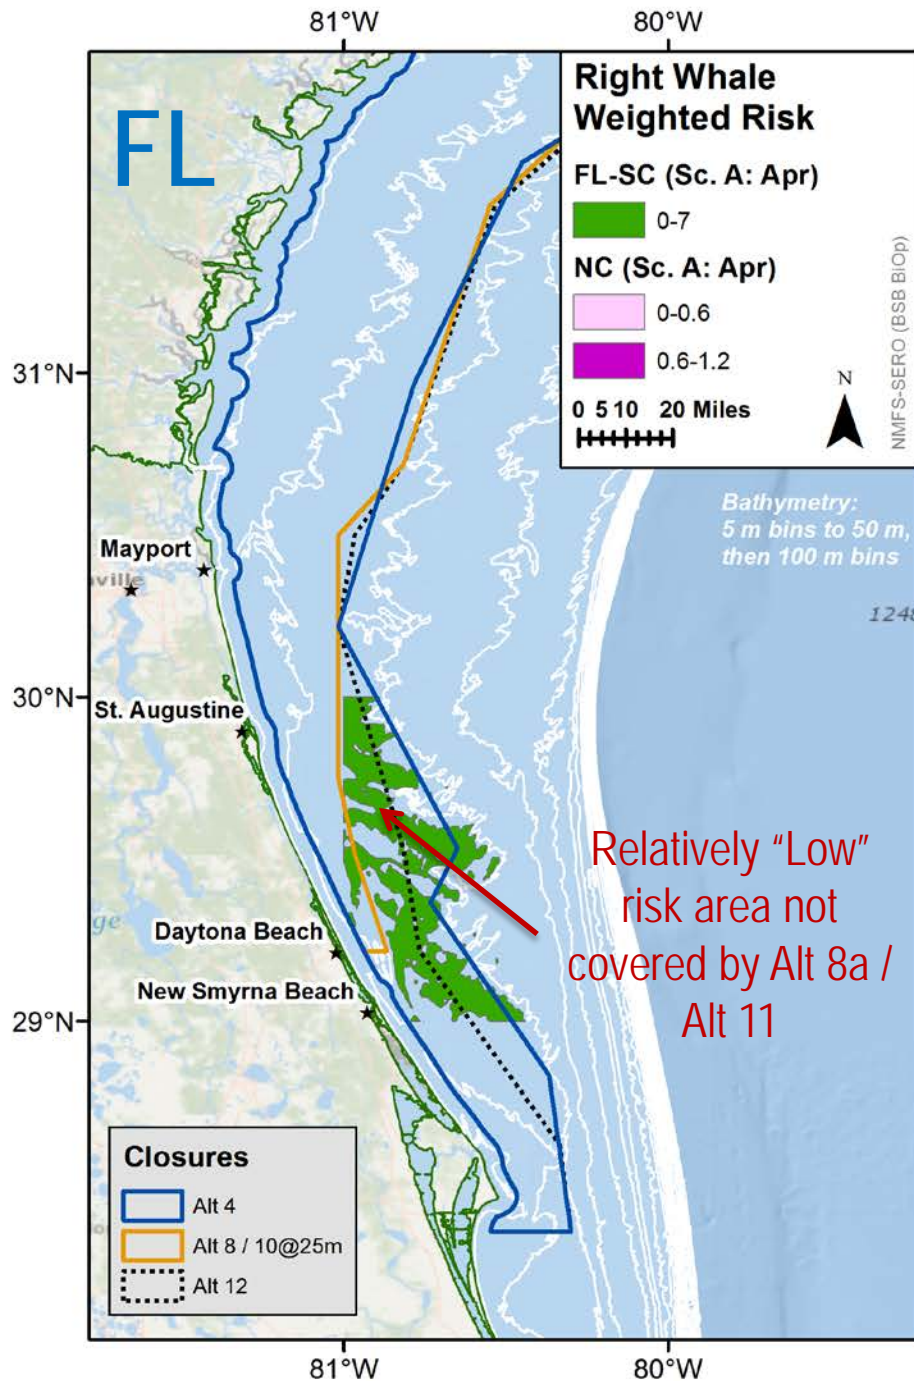 81°W
80°W
FL
Right Whale
Weighted Risk
FL-SC (Sc. A: Apr)
0-7
NC (Sc. A: Apr)
0-0.6
0.6-1.2
0 5 10 20 Miles
N
NMFS-SERO (BSB BiOp)
31°N
Bathymetry:
5 m bins to 50 m,
then 100 m bins
Mayport
ville
1248
30°N
St. Augustine
Relatively “Low”
risk area not
covered by Alt 8a /
Alt 11
ge
Daytona Beach
New Smyrna Beach
29°N
Closures
Alt 4
Alt 8 / 10@25m
Alt 12
81°W
80°W